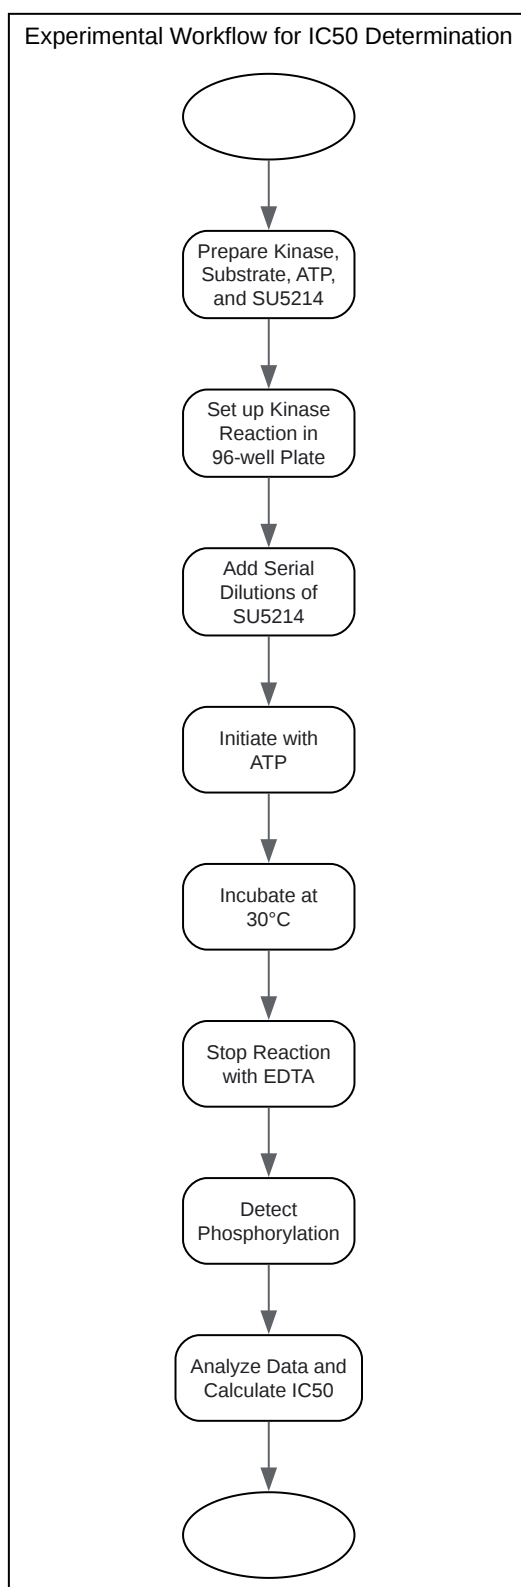 Experimental Workflow for IC50 Determination
Prepare Kinase,
Substrate, ATP,
and SU5214
Set up Kinase
Reaction in
96-well Plate
Add Serial
Dilutions of
SU5214
Initiate with
ATP
Incubate at
30°C
Stop Reaction
with EDTA
Detect
Phosphorylation
Analyze Data and
Calculate IC50